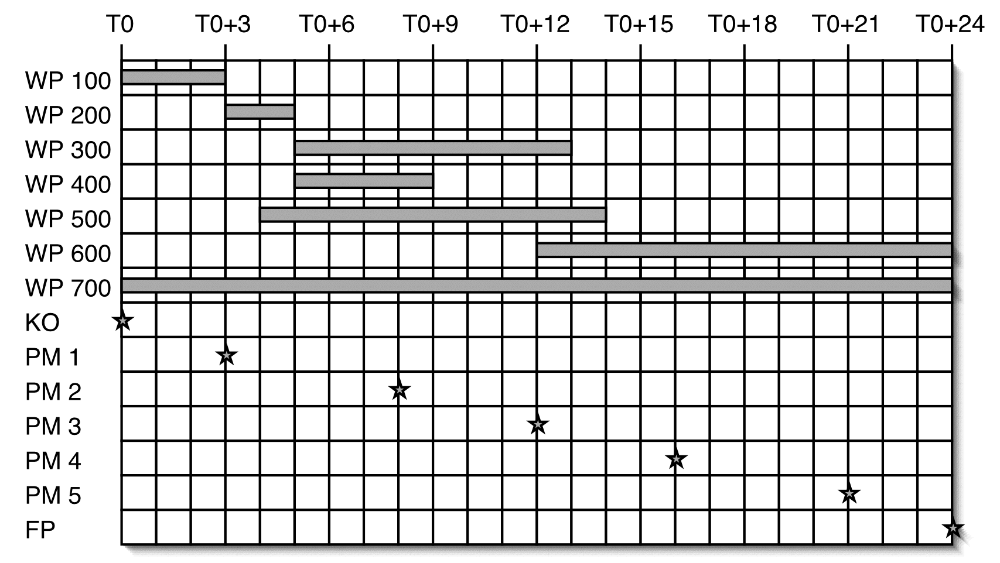 T0 T0+3 T0+6 T0+9 T0+12 T0+15 T0+18 T0+21 T0+24
WP 100
WP 200
WP 300
WP 400
WP 500
WP 600
WP 700
KO
PM 1
PM 2
PM 3
PM 4
PM 5
FP